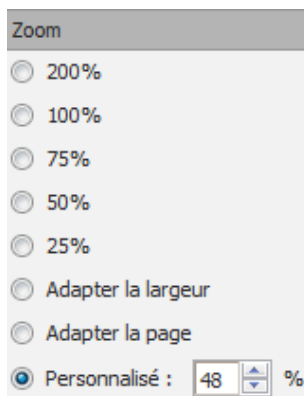 Zoom
200%
100%
75%
50%
25%
Adapter la largeur
Adapter la page
Personnalisé : 48 %